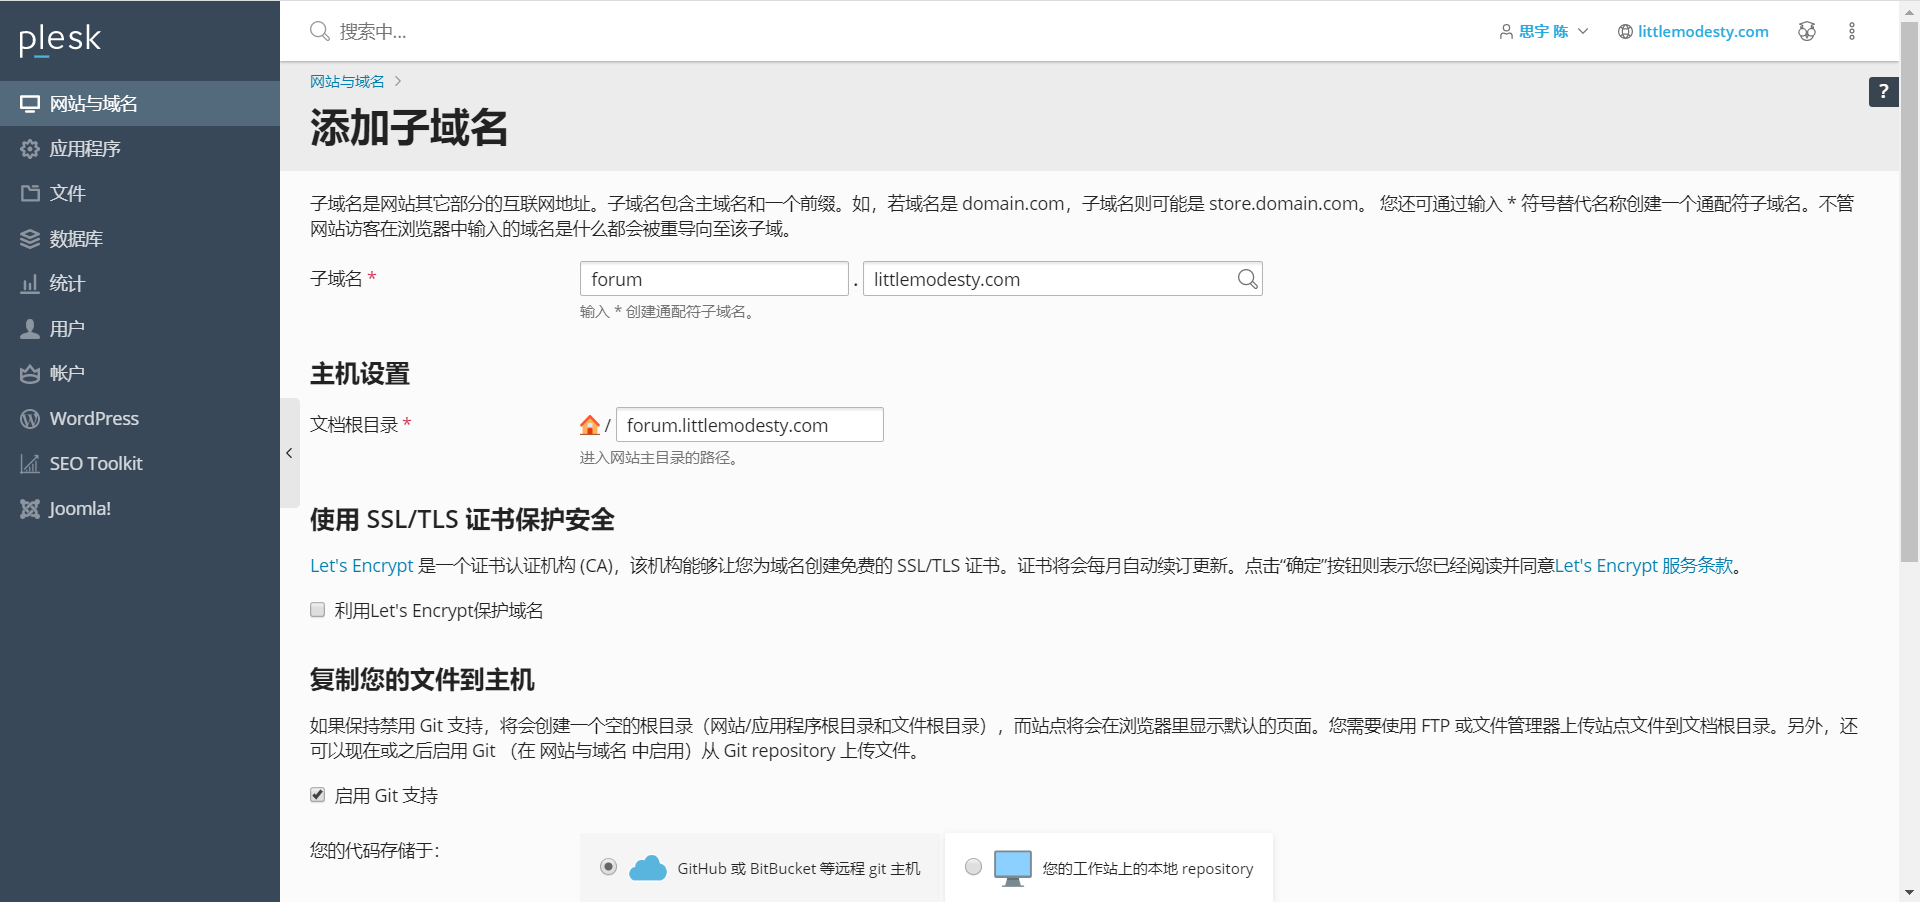 plesk
搜索中...
思宇 陈
littlemodesty.com
网站与域名
应用程序
文件
数据库
统计
用户
帐户
WordPress
SEO Toolkit
Joomla!
网站与域名
?
添加子域名
子域名是网站其它部分的互联网地址。子域名包含主域名和一个前缀。如，若域名是 domain.com，子域名则可能是 store.domain.com。 您还可通过输入 * 符号替代名称创建一个通配符子域名。不管
网站访客在浏览器中输入的域名是什么都会被重导向至该子域。
子域名 * forum . littlemodesty.com
输入 * 创建通配符子域名。
主机设置
文档根目录 * / forum.littlemodesty.com
进入网站主目录的路径。
使用 SSL/TLS 证书保护安全
Let's Encrypt 是一个证书认证机构 (CA)，该机构能够让您为域名创建免费的 SSL/TLS 证书。证书将会每月自动续订更新。点击“确定”按钮则表示您已经阅读并同意Let's Encrypt 服务条款。
利用Let's Encrypt保护域名
复制您的文件到主机
如果保持禁用 Git 支持，将会创建一个空的根目录（网站/应用程序根目录和文件根目录），而站点将会在浏览器里显示默认的页面。您需要使用 FTP 或文件管理器上传站点文件到文档根目录。另外，还
可以现在或之后启用 Git （在 网站与域名 中启用）从 Git repository 上传文件。
启用 Git 支持
您的代码存储于:
GitHub 或 BitBucket 等远程 git 主机
您的工作站上的本地 repository